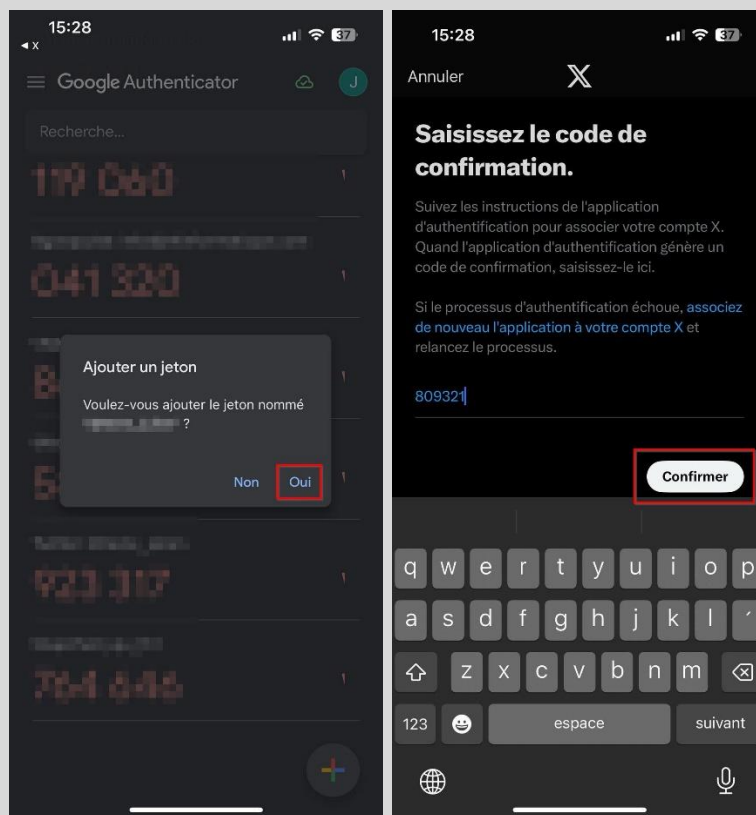 15:28
37
◂ X
Google Authenticator
J
Recherche...
Ajouter un jeton
Voulez-vous ajouter le jeton nommé
?
Non
Oui
15:28
37
Annuler
X
Saisissez le code de
confirmation.
Suivez les instructions de l'application
d'authentification pour associer votre compte X.
Quand l'application d'authentification génère un
code de confirmation, saisissez-le ici.
Si le processus d'authentification échoue, associez
de nouveau l'application à votre compte X et
relancez le processus.
809321
Confirmer
q w e r t y u i o p
a s d f g h j k l ´
z x c v b n m
123
espace
suivant